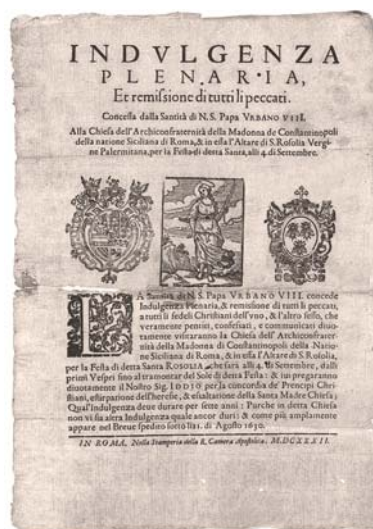 INDVLGENZA
PLENARIA,
Et remissione di tutti li peccati.
Concessa dalla Santità di N. S. Papa VRBANO VIII.
Alla Chiesa dell'Archiconfraternità della Madonna de Constantinopoli
della natione Siciliana di Roma, & in essa l'Altare di S. Rosolia Vergi-
ne Palermitana, per la Festa di detta Santa, alli 4. di Settembre.
LA Santità di N. S. Papa VRBANO VIII. concede
Indulgenza Plenaria, & remissione di tutti li peccati,
a tutti li fedeli Christiani dell'vno, & l'altro sesso, che
veramente pentiti, confessati, e communicati diuo-
tamente visitaranno la Chiesa dell'Archiconfrater-
nità della Madonna di Constantinopoli della Natio-
ne Siciliana di Roma, & in essa l'Altare di S. Rosolia,
per la Festa di detta Santa ROSOLIA che sarà alli 4. di Settembre, dalli
primi Vespri sino al tramontar del Sole di detta Festa: & iui pregaranno
diuotamente il Nostro Sig. IDDIO per la concordia de' Prencipi Chri-
stiani, estirpatione dell'heresie, & esaltatione della Santa Madre Chiesa;
Qual Indulgenza deue durare per sette anni: Purche in detta Chiesa
non vi sia altra Indulgenza quale ancor duri: & come più amplamente
appare nel Breue spedito sotto li 21. di Agosto 1630.
IN ROMA, Nella Stamperia della R. Camera Apostolica. M.DCXXXII.